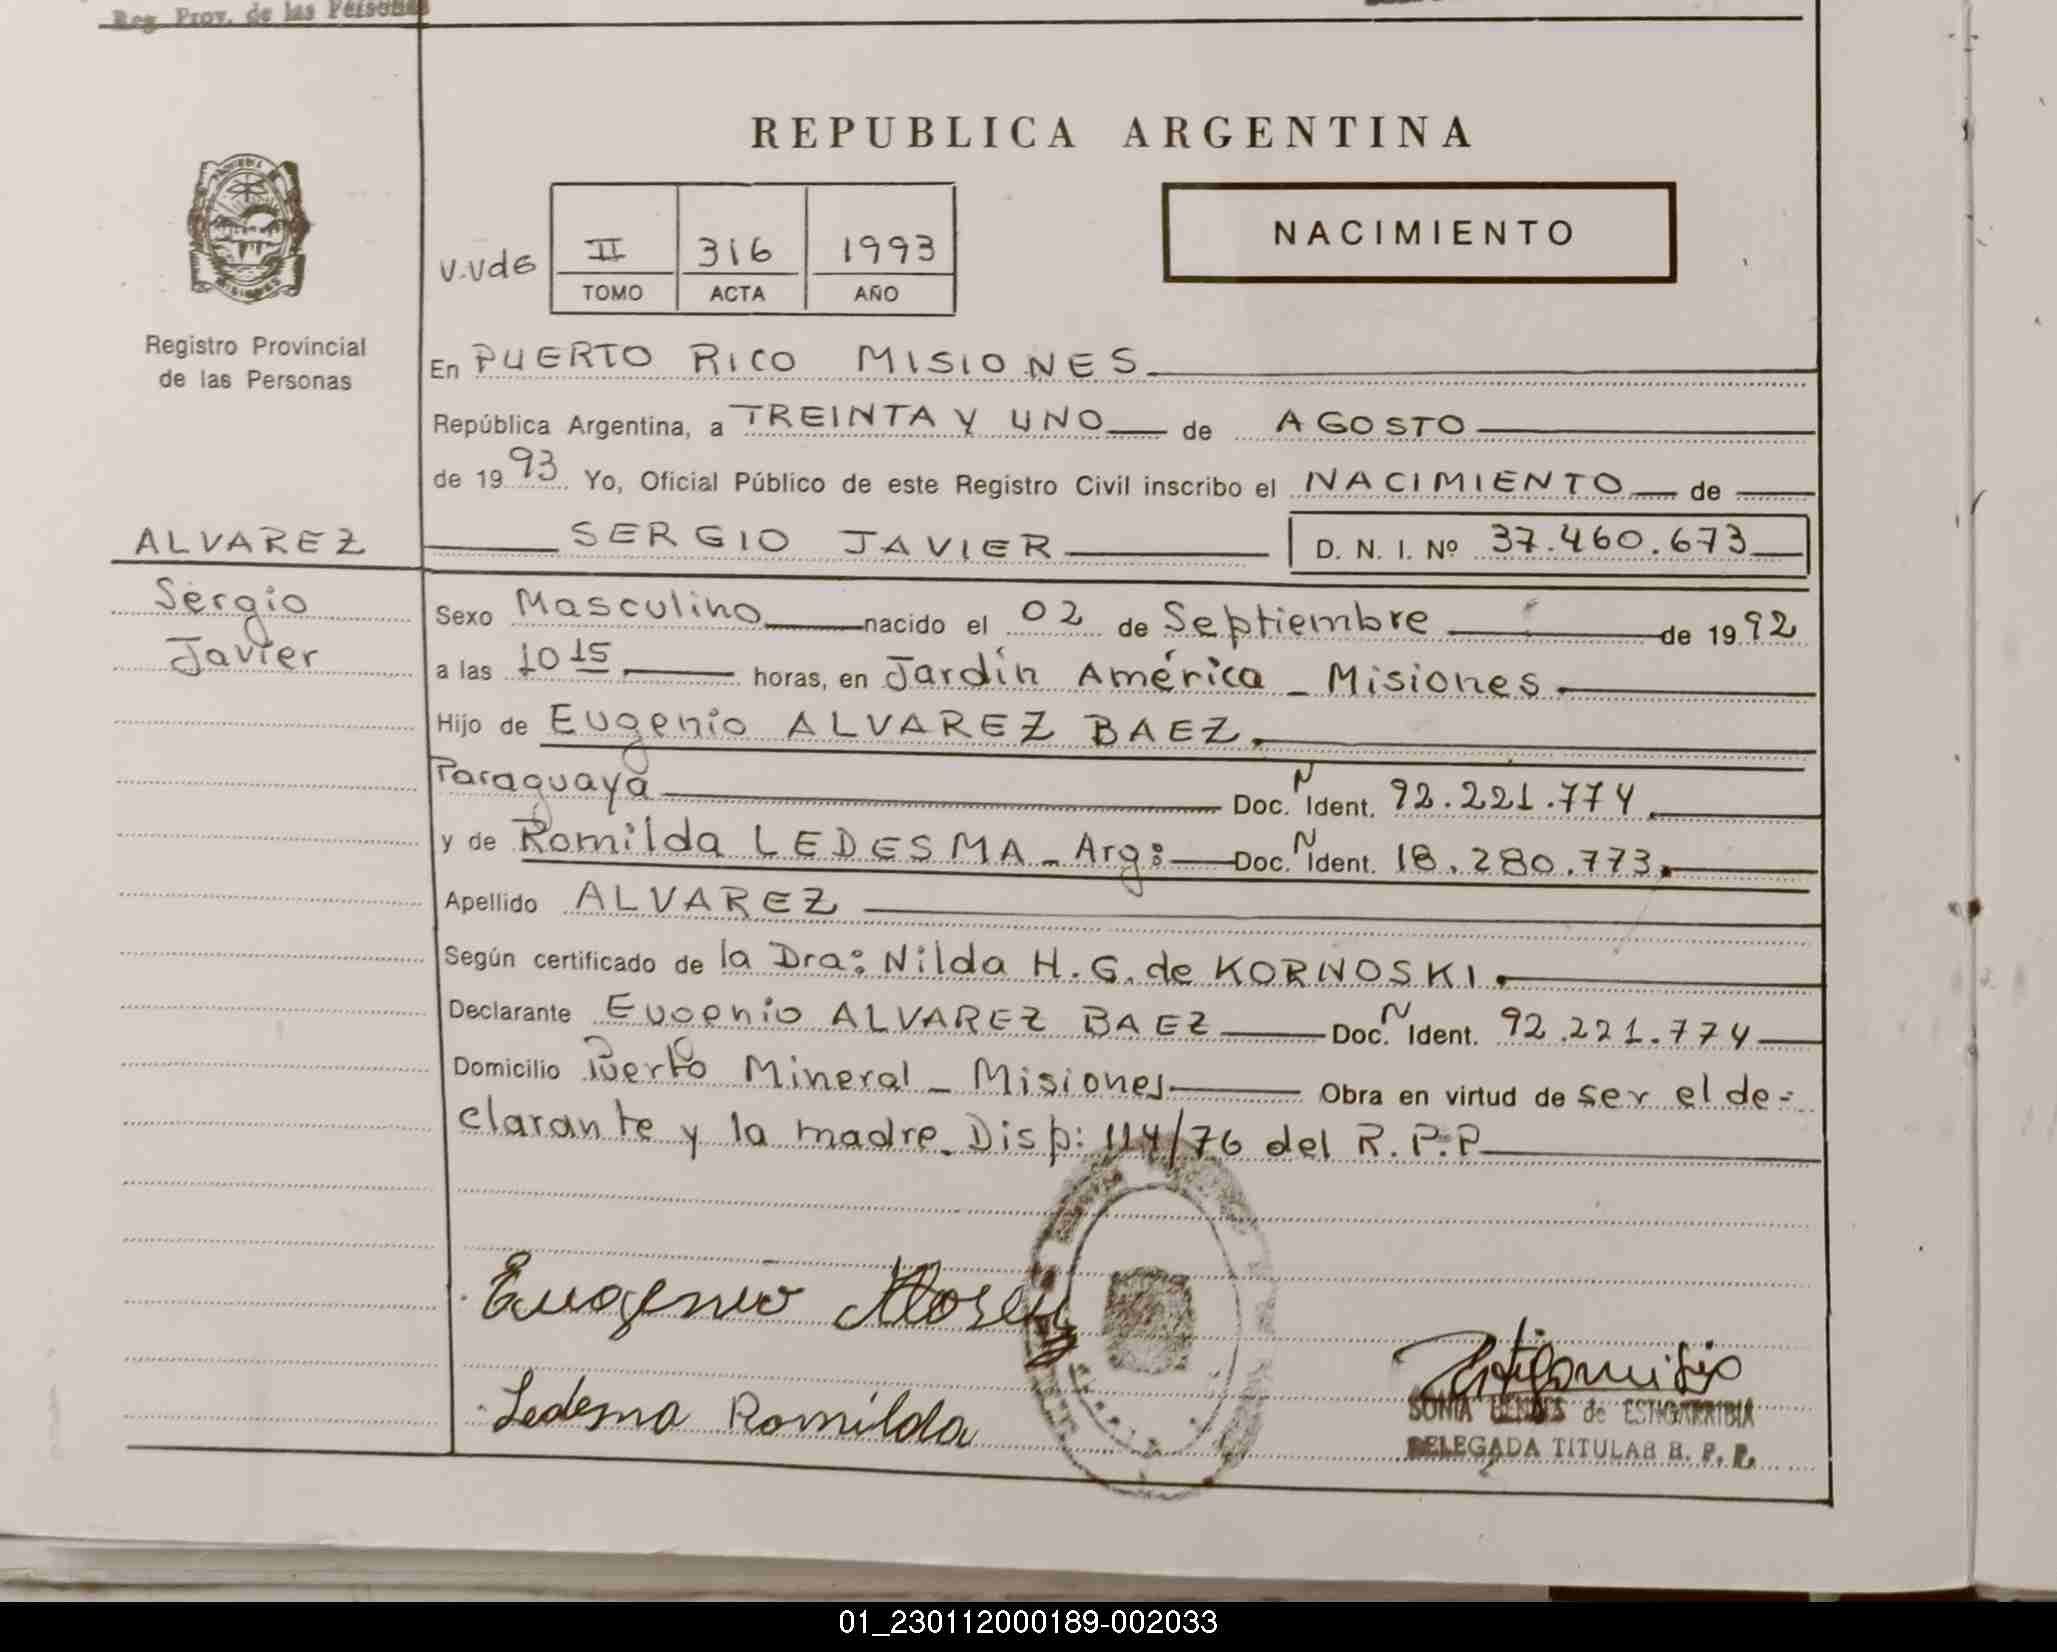 Reg. Prov. de las Personas
REPUBLICA ARGENTINA
NACIMIENTO
V.Vde II 316 1993
TOMO ACTA AÑO
MISIONES
Registro Provincial
de las Personas
En PUERTO RICO MISIONES
República Argentina, a TREINTA Y UNO de AGOSTO
de 1993 Yo, Oficial Público de este Registro Civil inscribo el NACIMIENTO de
ALVAREZ SERGIO JAVIER D. N. I. Nº 37.460.673
Sergio
Javier
Sexo Masculino nacido el 02 de Septiembre de 1992
a las 10 15 horas, en Jardín América - Misiones
Hijo de Eugenio ALVAREZ BAEZ.
Paraguaya Doc. N Ident. 92.221.774.
y de Romilda LEDESMA - Arg: Doc. N Ident. 18.280.773.
Apellido ALVAREZ
Según certificado de la Dra: Nilda H. G. de KORNOSKI.
Declarante Eugenio ALVAREZ BAEZ Doc. N Ident. 92.221.774
Domicilio Puerto Mineral - Misiones Obra en virtud de ser el de-
clarante y la madre. Disp: 114/76 del R.P.P
Eugenio
Ledesma Romilda
SONIA de ESTIGARRIBIA
DELEGADA TITULAR R. P. P.
01_230112000189-002033